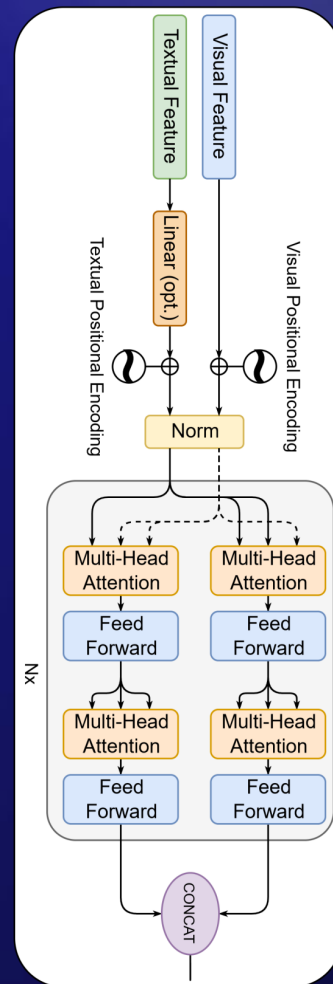 Textual Feature
Visual Feature
Linear (opt.)
Textual Positional Encoding
Visual Positional Encoding
Norm
Multi-Head
Attention
Multi-Head
Attention
Feed
Forward
Feed
Forward
Nx
Multi-Head
Attention
Multi-Head
Attention
Feed
Forward
Feed
Forward
CONCAT